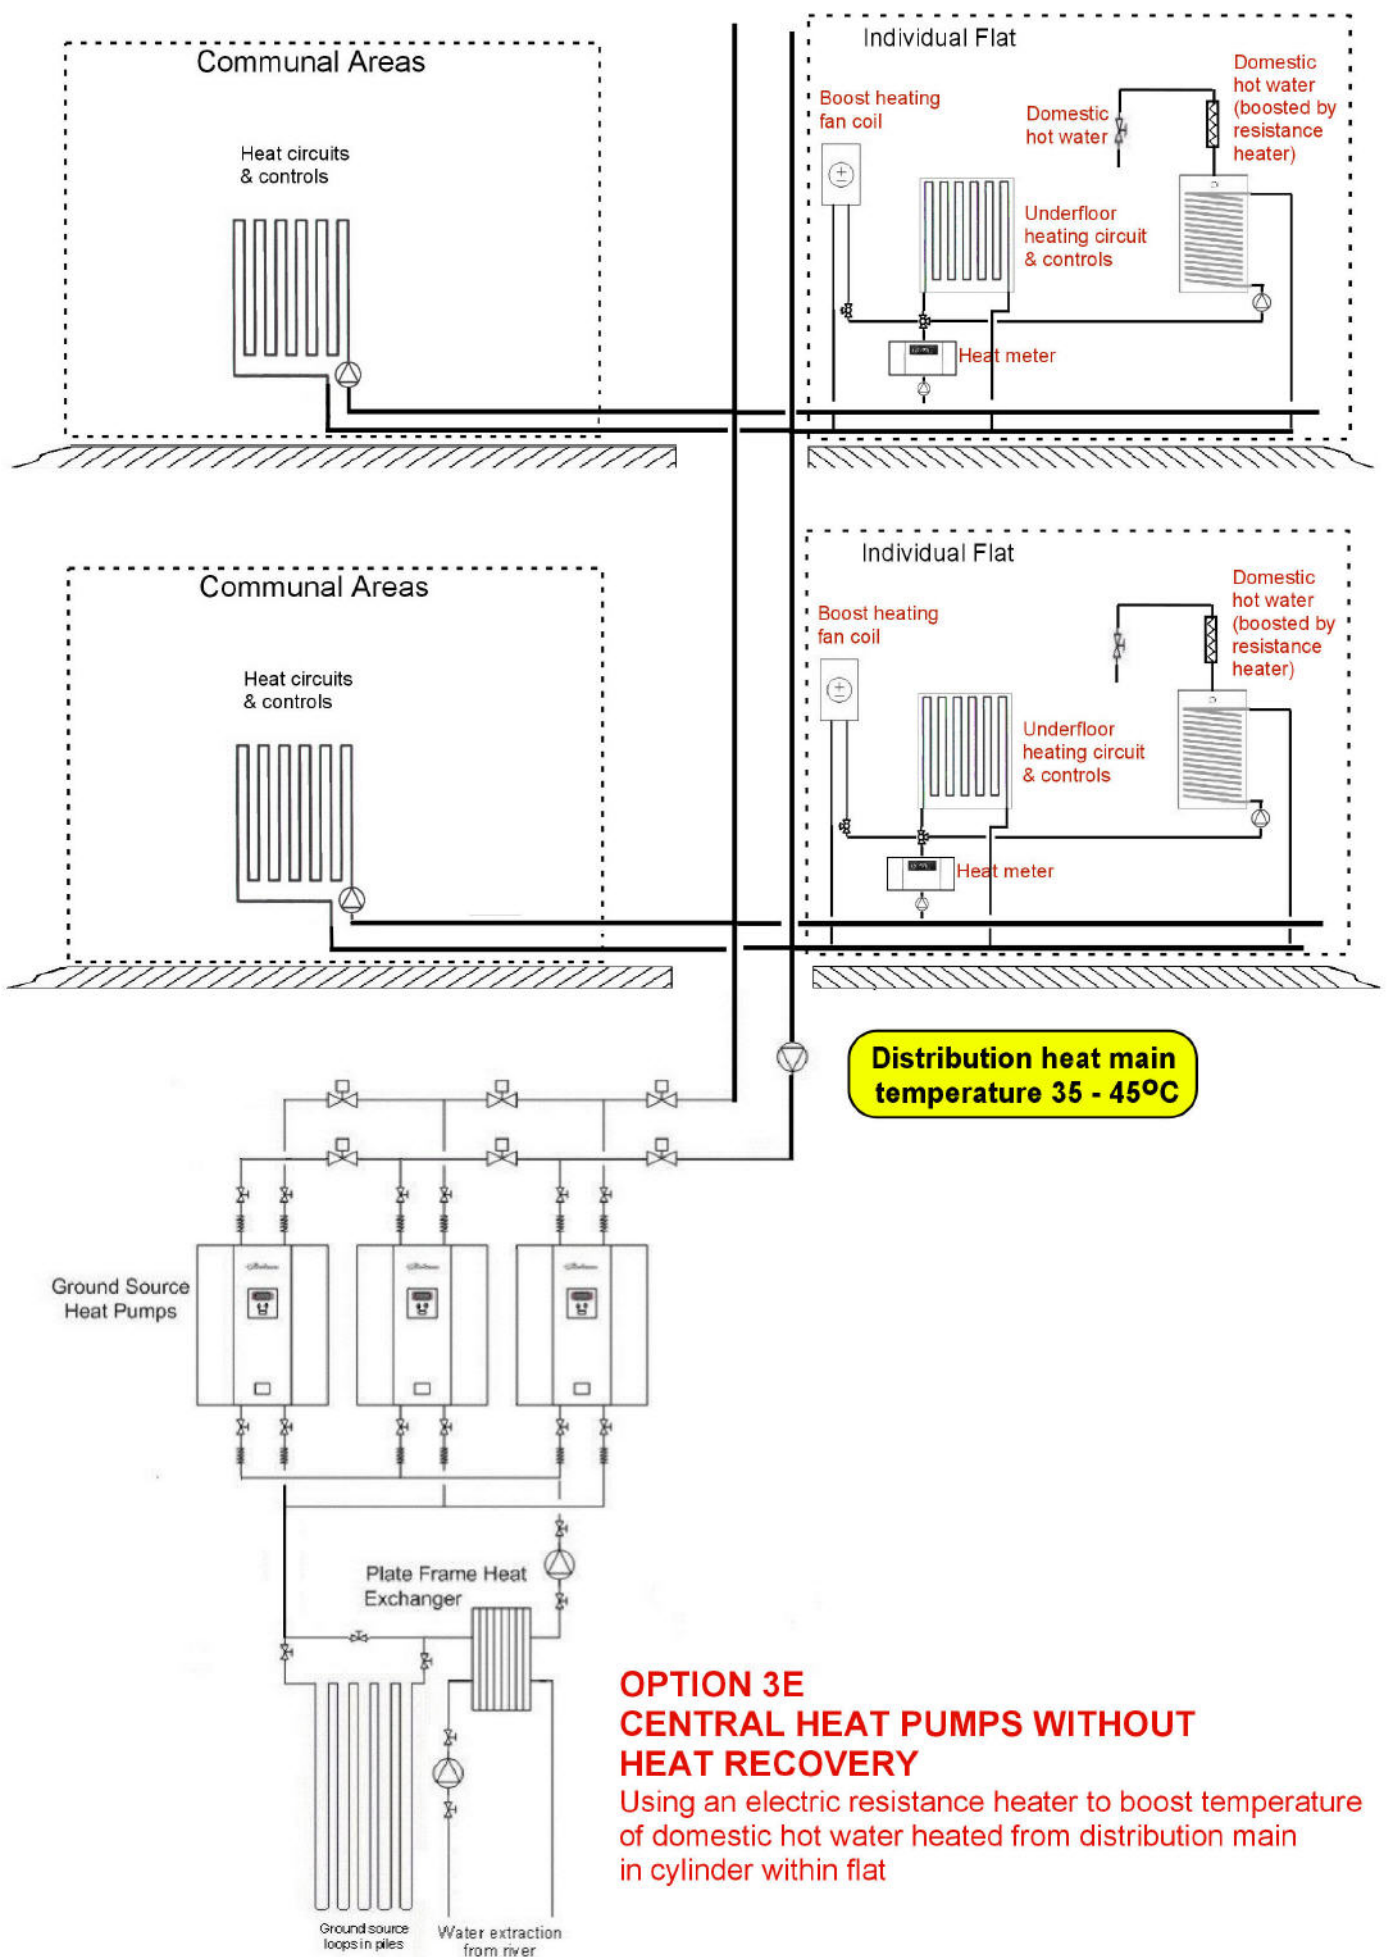 Communal Areas
Heat circuits
& controls
Individual Flat
Boost heating
fan coil
Domestic
hot water
Domestic
hot water
(boosted by
resistance
heater)
Underfloor
heating circuit
& controls
Heat meter
Communal Areas
Heat circuits
& controls
Individual Flat
Boost heating
fan coil
Domestic
hot water
(boosted by
resistance
heater)
Underfloor
heating circuit
& controls
Heat meter
Distribution heat main
temperature 35 - 45°C
Ground Source
Heat Pumps
Plate Frame Heat
Exchanger
OPTION 3E
CENTRAL HEAT PUMPS WITHOUT
HEAT RECOVERY
Using an electric resistance heater to boost temperature
of domestic hot water heated from distribution main
in cylinder within flat
Ground source
loops in piles
Water extraction
from river